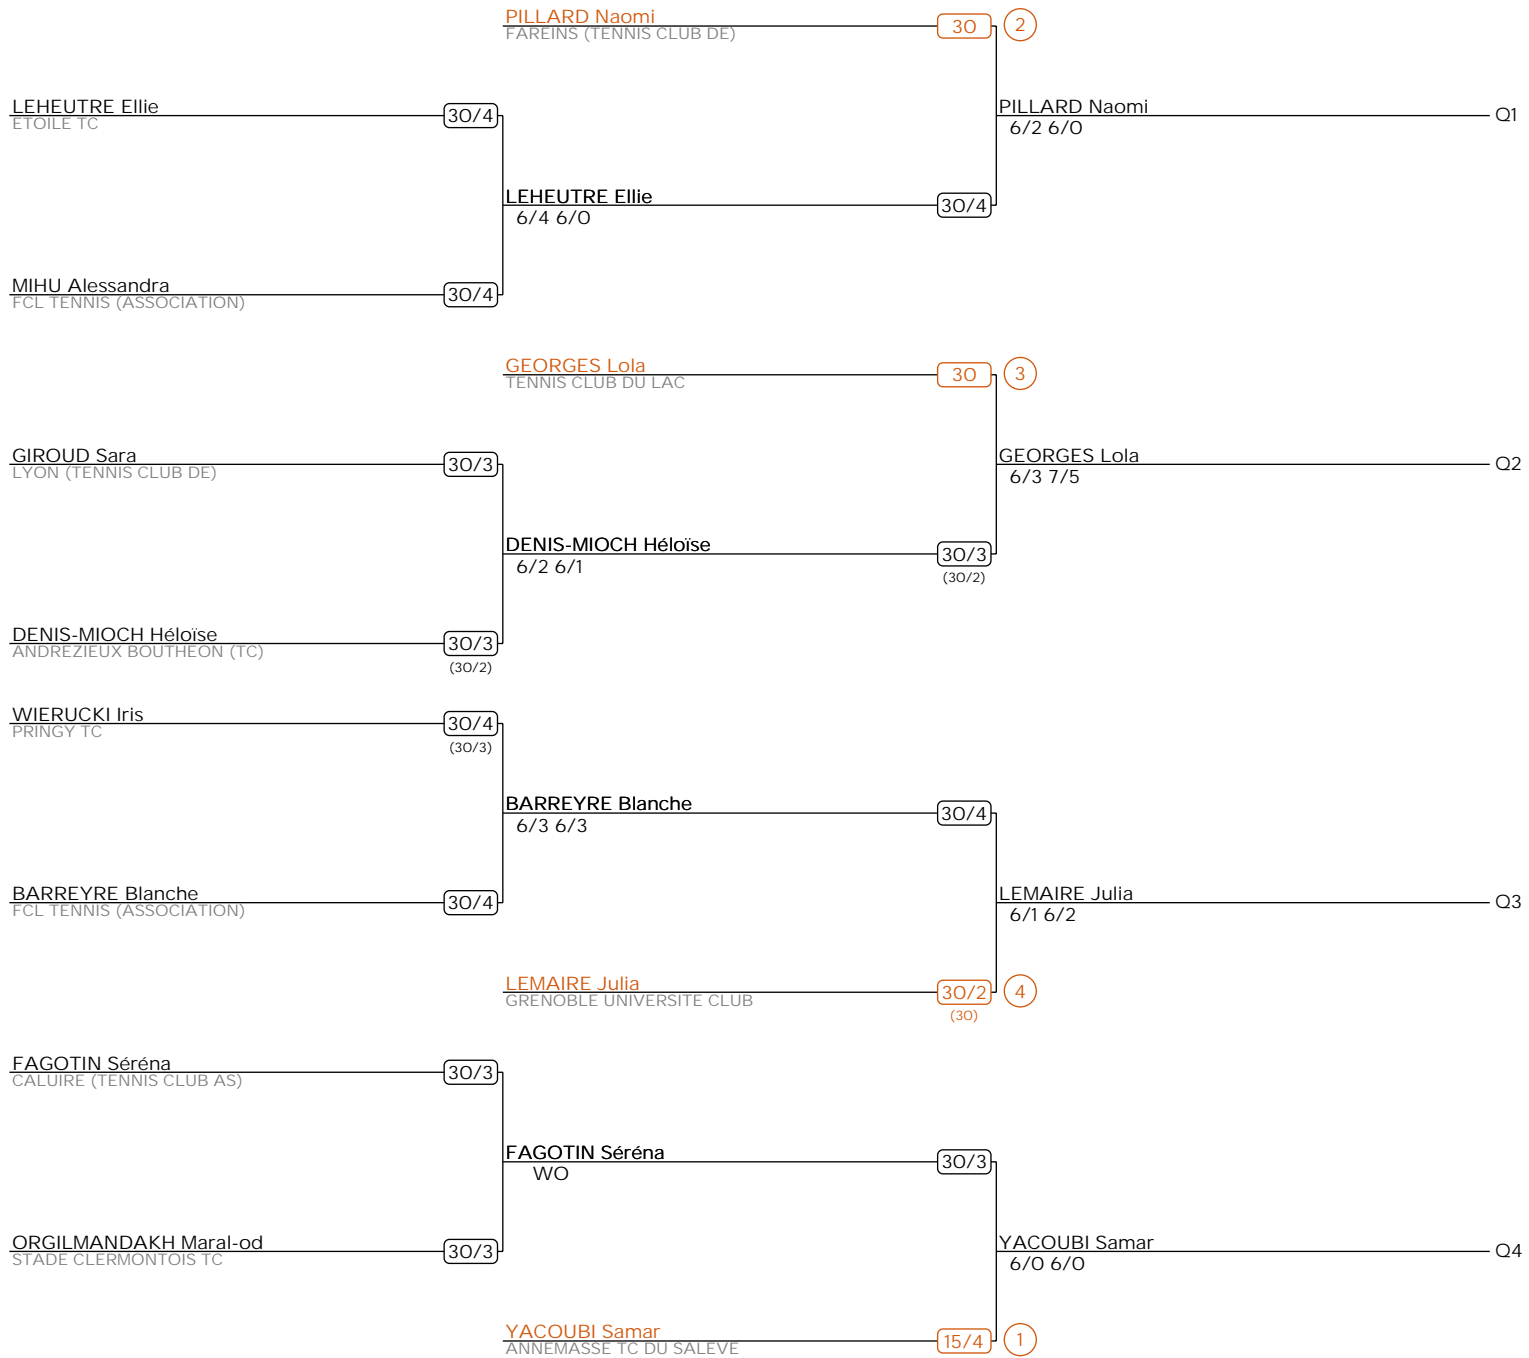 PILLARD Naomi
FAREINS (TENNIS CLUB DE)
30
2
LEHEUTRE Ellie
ETOILE TC
30/4
PILLARD Naomi
6/2 6/0
Q1
LEHEUTRE Ellie
6/4 6/0
30/4
MIHU Alessandra
FCL TENNIS (ASSOCIATION)
30/4
GEORGES Lola
TENNIS CLUB DU LAC
30
3
GIROUD Sara
LYON (TENNIS CLUB DE)
30/3
GEORGES Lola
6/3 7/5
Q2
DENIS-MIOCH Héloïse
6/2 6/1
30/3
(30/2)
DENIS-MIOCH Héloïse
ANDREZIEUX BOUTHEON (TC)
30/3
(30/2)
WIERUCKI Iris
PRINGY TC
30/4
(30/3)
BARREYRE Blanche
6/3 6/3
30/4
BARREYRE Blanche
FCL TENNIS (ASSOCIATION)
30/4
LEMAIRE Julia
6/1 6/2
Q3
LEMAIRE Julia
GRENOBLE UNIVERSITE CLUB
30/2
(30)
4
FAGOTIN Séréna
CALUIRE (TENNIS CLUB AS)
30/3
FAGOTIN Séréna
WO
30/3
ORGILMANDAKH Maral-od
STADE CLERMONTOIS TC
30/3
YACOUBI Samar
6/0 6/0
Q4
YACOUBI Samar
ANNEMASSE TC DU SALEVE
15/4
1